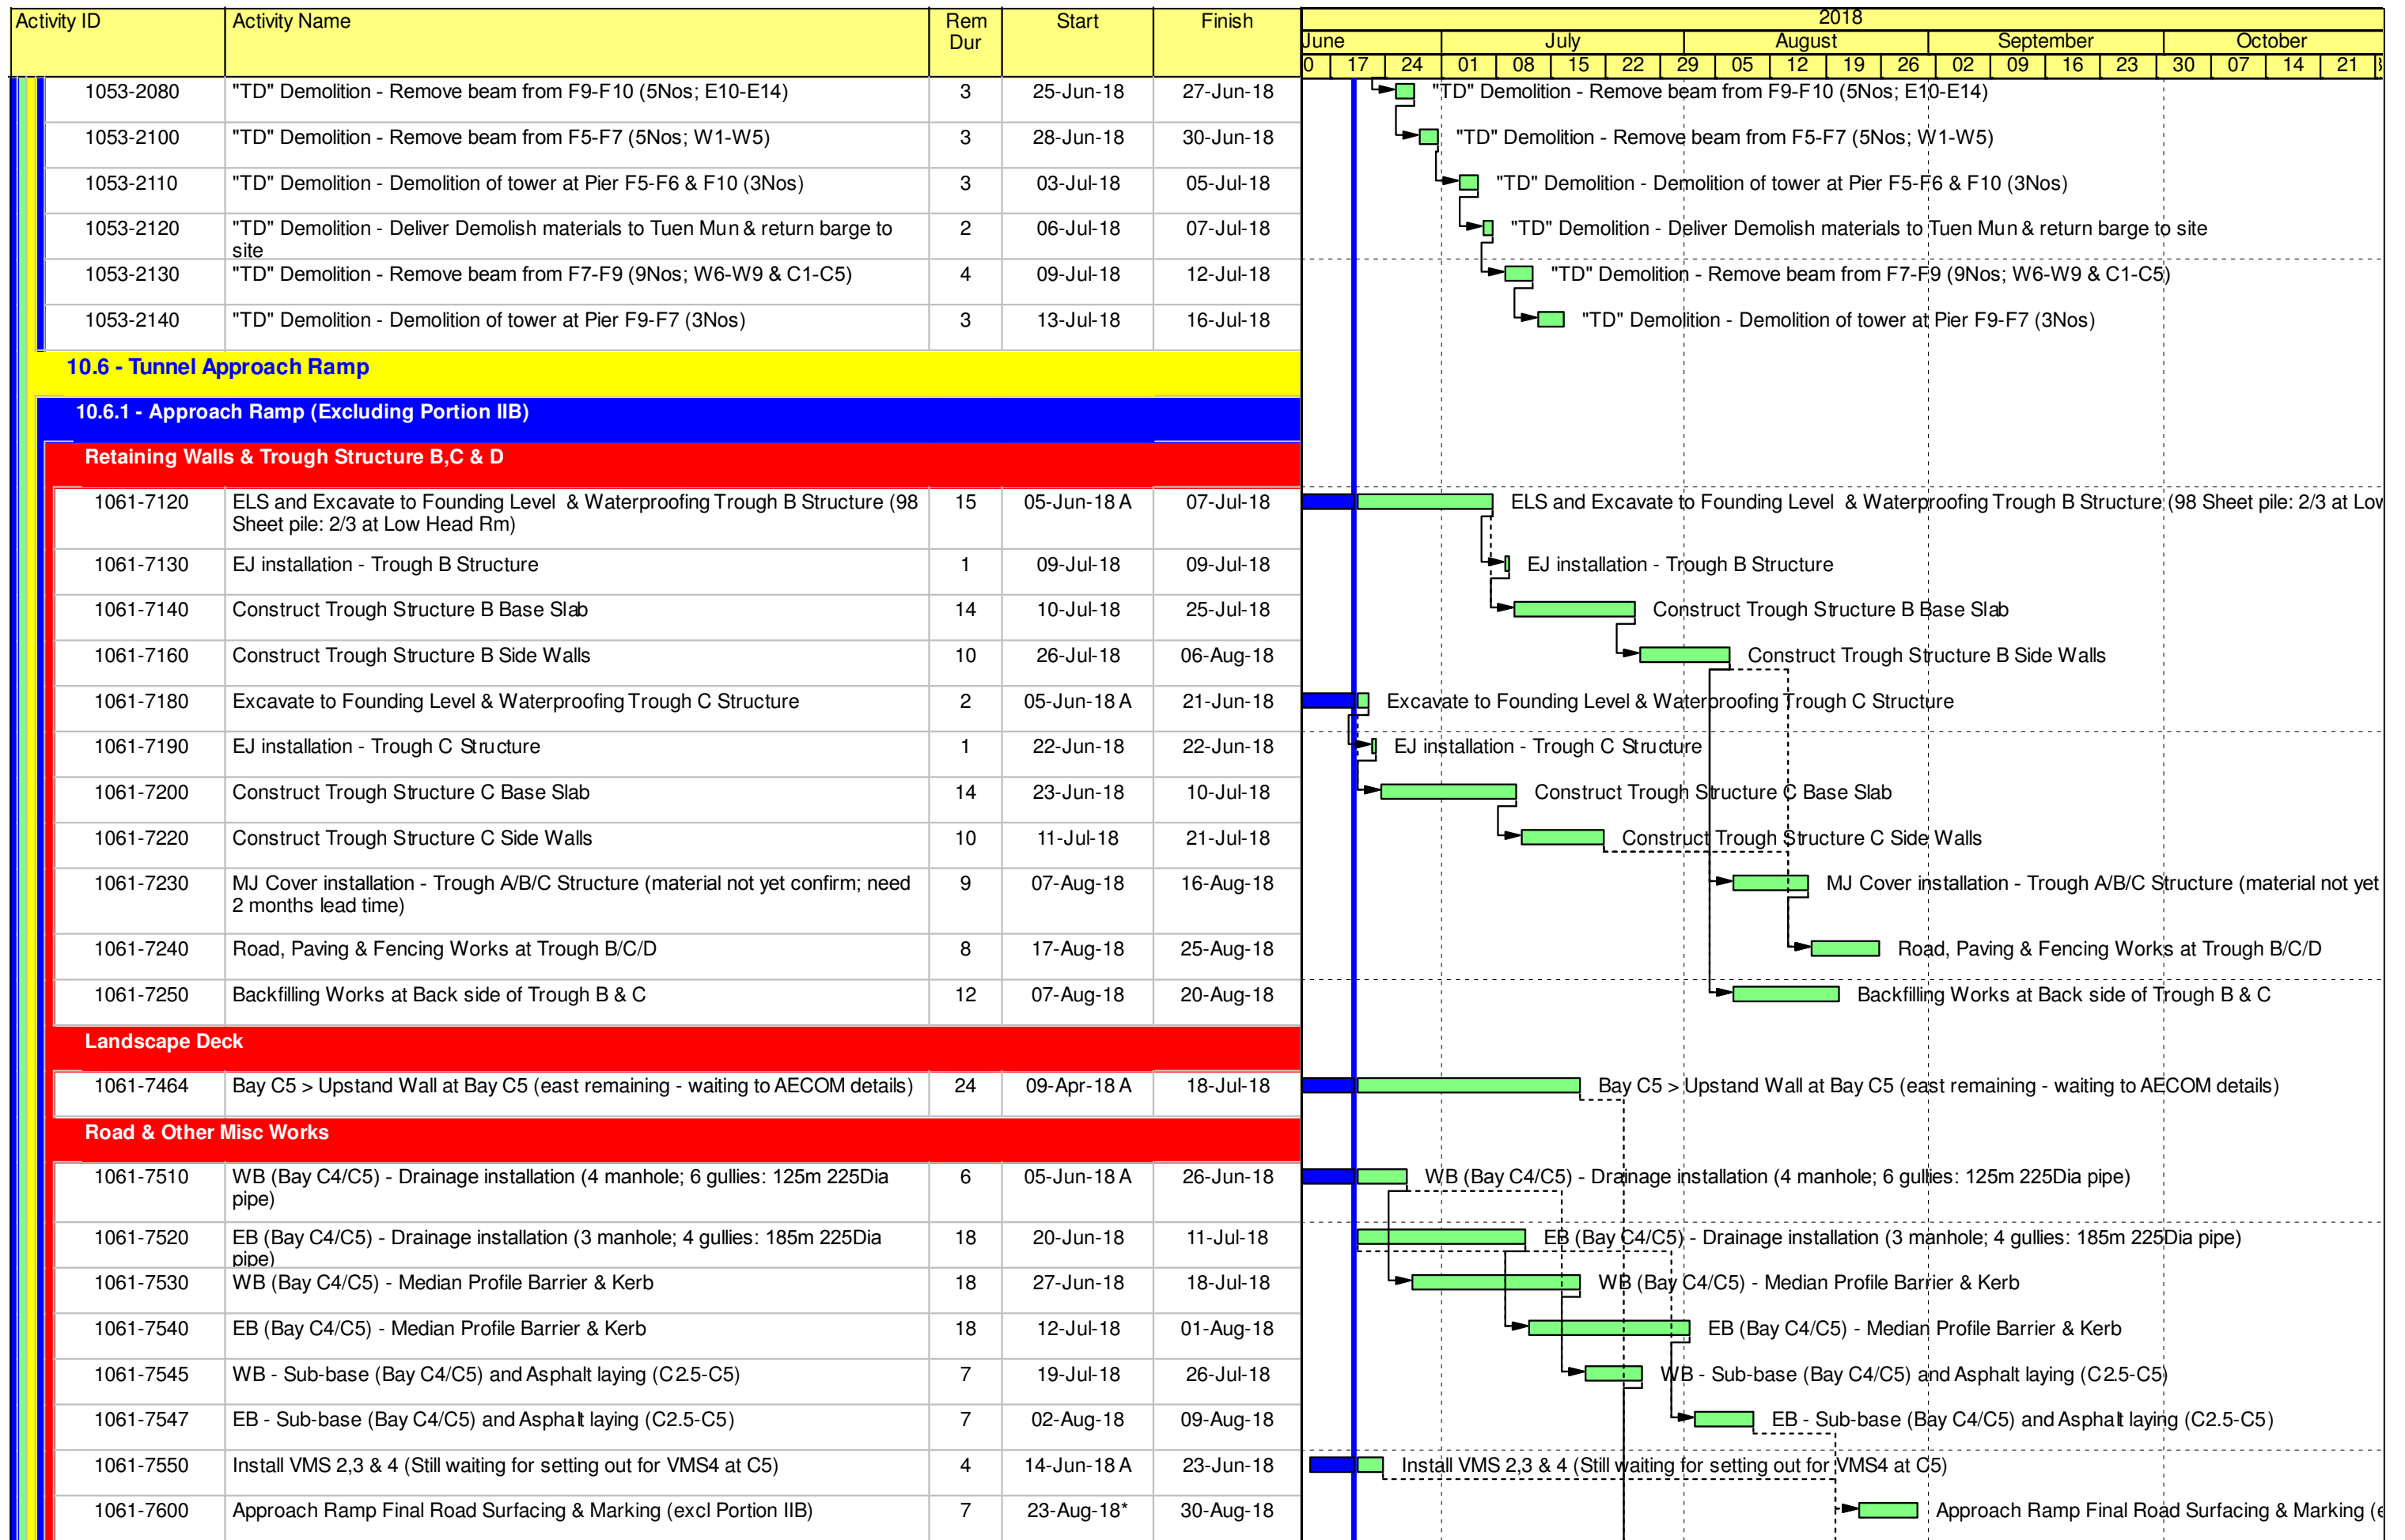 Activity ID Activity Name Rem Dur Start Finish 2018
June July August September October
0 17 24 01 08 15 22 29 05 12 19 26 02 09 16 23 30 07 14 21
1053-2080 "TD" Demolition - Remove beam from F9-F10 (5Nos; E10-E14) 3 25-Jun-18 27-Jun-18 "TD" Demolition - Remove beam from F9-F10 (5Nos; E10-E14)
1053-2100 "TD" Demolition - Remove beam from F5-F7 (5Nos; W1-W5) 3 28-Jun-18 30-Jun-18 "TD" Demolition - Remove beam from F5-F7 (5Nos; W1-W5)
1053-2110 "TD" Demolition - Demolition of tower at Pier F5-F6 & F10 (3Nos) 3 03-Jul-18 05-Jul-18 "TD" Demolition - Demolition of tower at Pier F5-F6 & F10 (3Nos)
1053-2120 "TD" Demolition - Deliver Demolish materials to Tuen Mun & return barge to 2 06-Jul-18 07-Jul-18 "TD" Demolition - Deliver Demolish materials to Tuen Mun & return barge to site
site
1053-2130 "TD" Demolition - Remove beam from F7-F9 (9Nos; W6-W9 & C1-C5) 4 09-Jul-18 12-Jul-18 "TD" Demolition - Remove beam from F7-F9 (9Nos; W6-W9 & C1-C5)
1053-2140 "TD" Demolition - Demolition of tower at Pier F9-F7 (3Nos) 3 13-Jul-18 16-Jul-18 "TD" Demolition - Demolition of tower at Pier F9-F7 (3Nos)
10.6 - Tunnel Approach Ramp
10.6.1 - Approach Ramp (Excluding Portion IIB)
Retaining Walls & Trough Structure B,C & D
1061-7120 ELS and Excavate to Founding Level & Waterproofing Trough B Structure (98 15 05-Jun-18 A 07-Jul-18 ELS and Excavate to Founding Level & Waterproofing Trough B Structure (98 Sheet pile: 2/3 at Low
Sheet pile: 2/3 at Low Head Rm)
1061-7130 EJ installation - Trough B Structure 1 09-Jul-18 09-Jul-18 EJ installation - Trough B Structure
1061-7140 Construct Trough Structure B Base Slab 14 10-Jul-18 25-Jul-18 Construct Trough Structure B Base Slab
1061-7160 Construct Trough Structure B Side Walls 10 26-Jul-18 06-Aug-18 Construct Trough Structure B Side Walls
1061-7180 Excavate to Founding Level & Waterproofing Trough C Structure 2 05-Jun-18 A 21-Jun-18 Excavate to Founding Level & Waterproofing Trough C Structure
1061-7190 EJ installation - Trough C Structure 1 22-Jun-18 22-Jun-18 EJ installation - Trough C Structure
1061-7200 Construct Trough Structure C Base Slab 14 23-Jun-18 10-Jul-18 Construct Trough Structure C Base Slab
1061-7220 Construct Trough Structure C Side Walls 10 11-Jul-18 21-Jul-18 Construct Trough Structure C Side Walls
1061-7230 MJ Cover installation - Trough A/B/C Structure (material not yet confirm; need 9 07-Aug-18 16-Aug-18 MJ Cover installation - Trough A/B/C Structure (material not yet
2 months lead time)
1061-7240 Road, Paving & Fencing Works at Trough B/C/D 8 17-Aug-18 25-Aug-18 Road, Paving & Fencing Works at Trough B/C/D
1061-7250 Backfilling Works at Back side of Trough B & C 12 07-Aug-18 20-Aug-18 Backfilling Works at Back side of Trough B & C
Landscape Deck
1061-7464 Bay C5 > Upstand Wall at Bay C5 (east remaining - waiting to AECOM details) 24 09-Apr-18 A 18-Jul-18 Bay C5 > Upstand Wall at Bay C5 (east remaining - waiting to AECOM details)
Road & Other Misc Works
1061-7510 WB (Bay C4/C5) - Drainage installation (4 manhole; 6 gullies: 125m 225Dia 6 05-Jun-18 A 26-Jun-18 WB (Bay C4/C5) - Drainage installation (4 manhole; 6 gullies: 125m 225Dia pipe)
pipe)
1061-7520 EB (Bay C4/C5) - Drainage installation (3 manhole; 4 gullies: 185m 225Dia 18 20-Jun-18 11-Jul-18 EB (Bay C4/C5) - Drainage installation (3 manhole; 4 gullies: 185m 225Dia pipe)
pipe)
1061-7530 WB (Bay C4/C5) - Median Profile Barrier & Kerb 18 27-Jun-18 18-Jul-18 WB (Bay C4/C5) - Median Profile Barrier & Kerb
1061-7540 EB (Bay C4/C5) - Median Profile Barrier & Kerb 18 12-Jul-18 01-Aug-18 EB (Bay C4/C5) - Median Profile Barrier & Kerb
1061-7545 WB - Sub-base (Bay C4/C5) and Asphalt laying (C2.5-C5) 7 19-Jul-18 26-Jul-18 WB - Sub-base (Bay C4/C5) and Asphalt laying (C2.5-C5)
1061-7547 EB - Sub-base (Bay C4/C5) and Asphalt laying (C2.5-C5) 7 02-Aug-18 09-Aug-18 EB - Sub-base (Bay C4/C5) and Asphalt laying (C2.5-C5)
1061-7550 Install VMS 2,3 & 4 (Still waiting for setting out for VMS4 at C5) 4 14-Jun-18 A 23-Jun-18 Install VMS 2,3 & 4 (Still waiting for setting out for VMS4 at C5)
1061-7600 Approach Ramp Final Road Surfacing & Marking (excl Portion IIB) 7 23-Aug-18* 30-Aug-18 Approach Ramp Final Road Surfacing & Marking (e